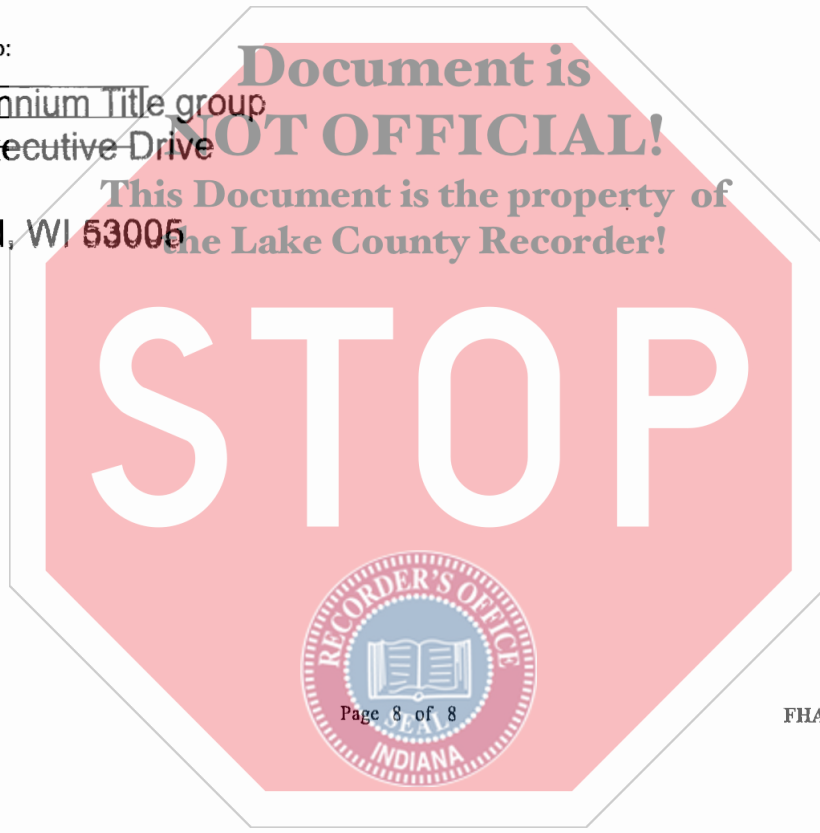 o:
Document is
nnium Title group
NOT OFFICIAL!
ecutive Drive
This Document is the property of
, WI 53005
the Lake County Recorder!
STOP
RECORDER'S OFFICE
Page 8 of 8
SEAL
INDIANA
FHA